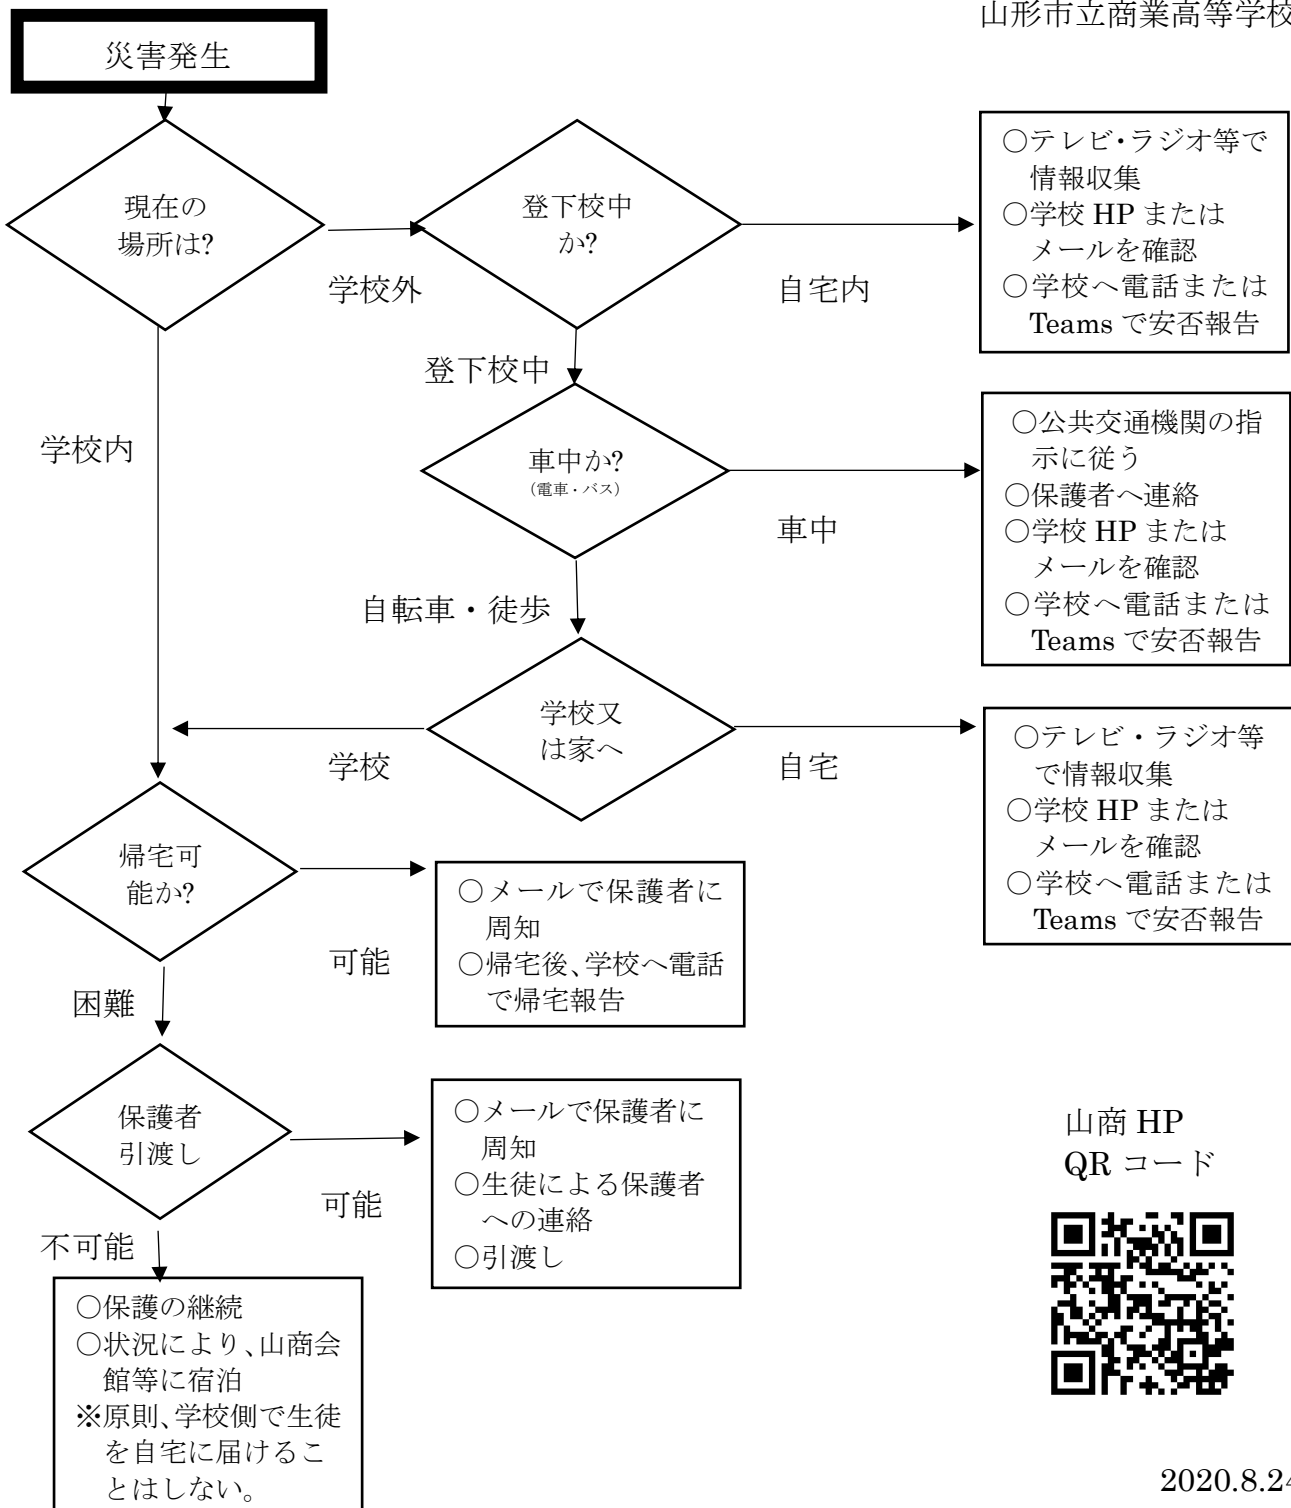 山形市立商業高等学校
災害発生
現在の
場所は?
学校外
登下校中
か?
自宅内
○テレビ・ラジオ等で
情報収集
○学校 HP または
メールを確認
○学校へ電話または
Teams で安否報告
登下校中
学校内
車中か?
(電車・バス)
車中
○公共交通機関の指
示に従う
○保護者へ連絡
○学校 HP または
メールを確認
○学校へ電話または
Teams で安否報告
自転車・徒歩
学校又
は家へ
学校
自宅
○テレビ・ラジオ等
で情報収集
○学校 HP または
メールを確認
○学校へ電話または
Teams で安否報告
帰宅可
能か?
可能
○メールで保護者に
周知
○帰宅後、学校へ電話
で帰宅報告
困難
保護者
引渡し
可能
○メールで保護者に
周知
○生徒による保護者
への連絡
○引渡し
不可能
○保護の継続
○状況により、山商会
館等に宿泊
※原則、学校側で生徒
を自宅に届けるこ
とはしない。
山商 HP
QR コード
2020.8.24